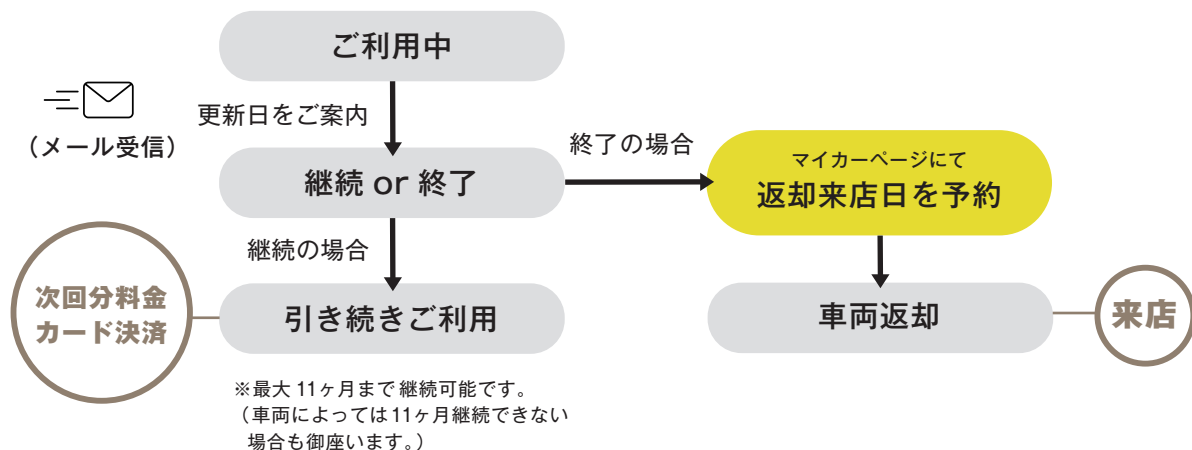 ご利用中
更新日をご案内
(メール受信)
継続 or 終了
終了の場合
マイカーページにて
返却来店日を予約
継続の場合
次回分料金
カード決済
引き続きご利用
車両返却
来店
※最大 11ヶ月まで 継続可能です。
(車両によっては11ヶ月継続できない
場合も御座います。)